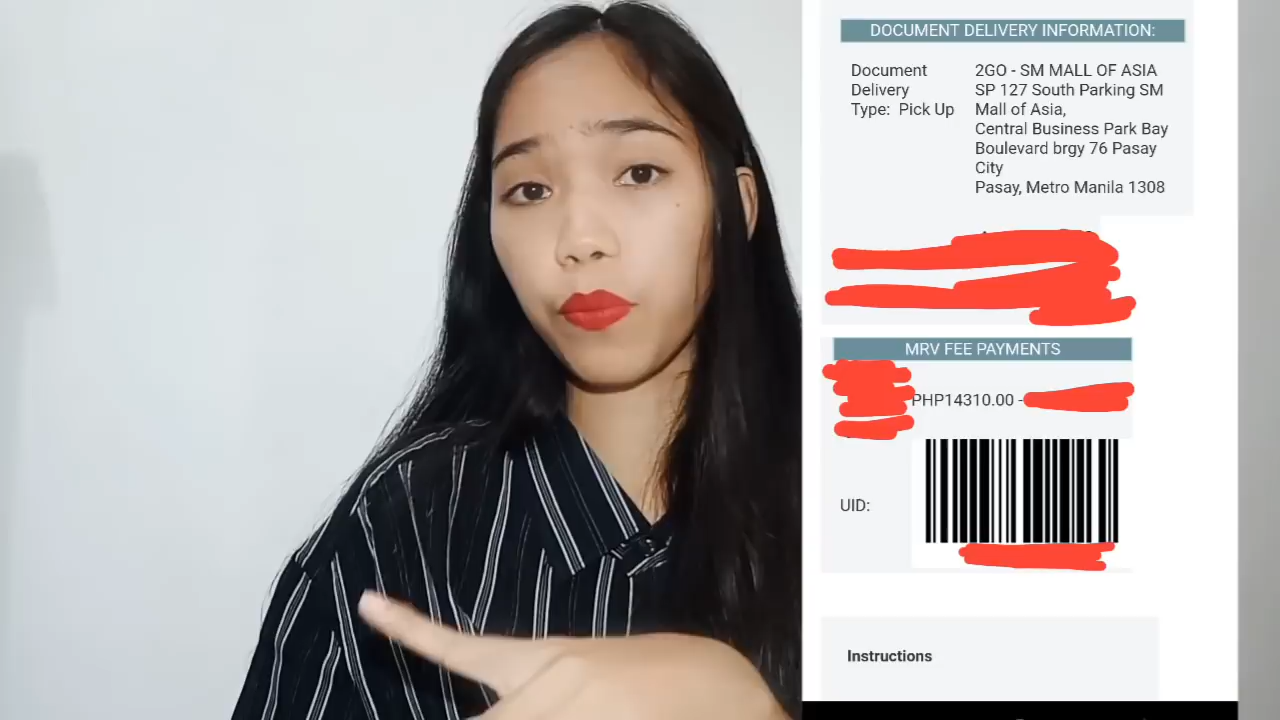 DOCUMENT DELIVERY INFORMATION:
Document
Delivery
Type: Pick Up
2GO - SM MALL OF ASIA
SP 127 South Parking SM
Mall of Asia,
Central Business Park Bay
Boulevard brgy 76 Pasay
City
Pasay, Metro Manila 1308
MRV FEE PAYMENTS
PHP14310.00 -
UID:
Instructions